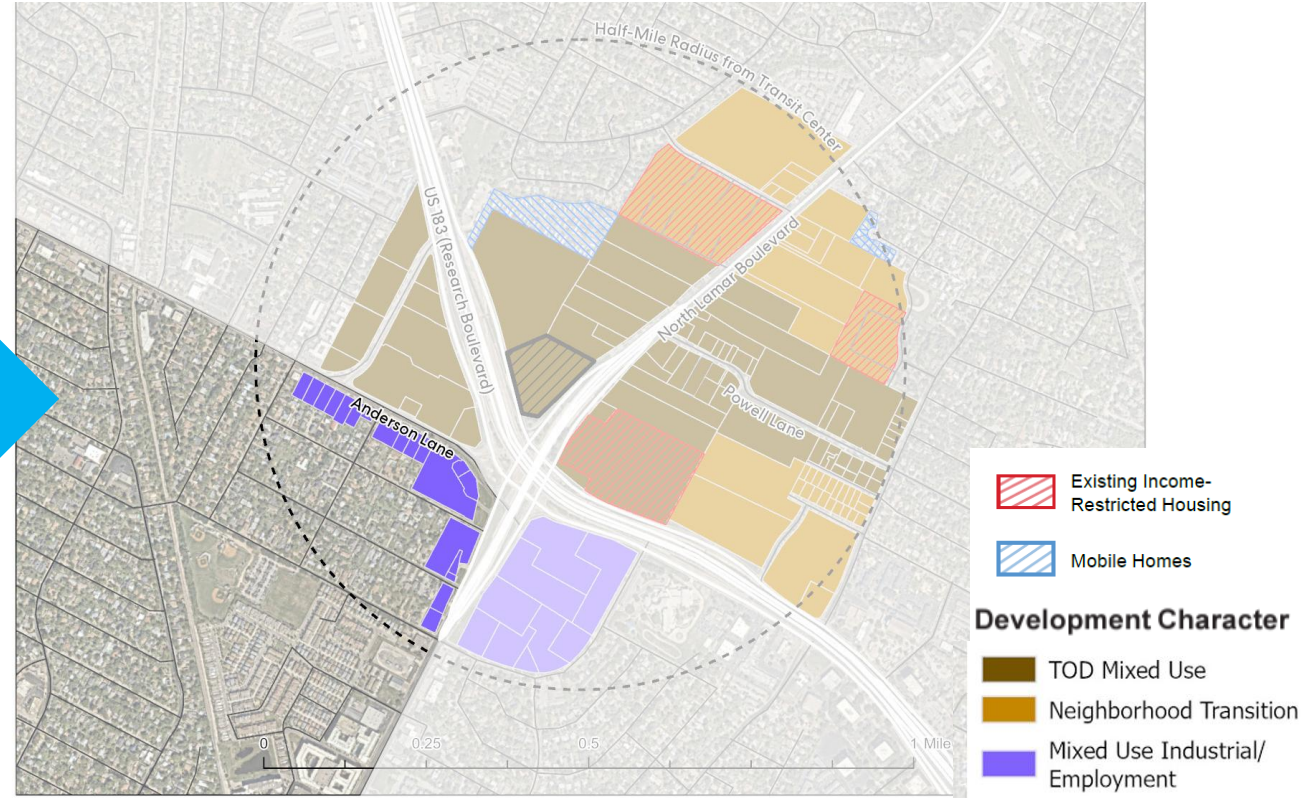 Half-Mile Radius from Transit Center
US 183 (Research Boulevard)
North Lamar Boulevard
Anderson Lane
Powell Lane
0
0.25
0.5
1 Mile
Existing Income-
Restricted Housing
Mobile Homes
Development Character
TOD Mixed Use
Neighborhood Transition
Mixed Use Industrial/
Employment